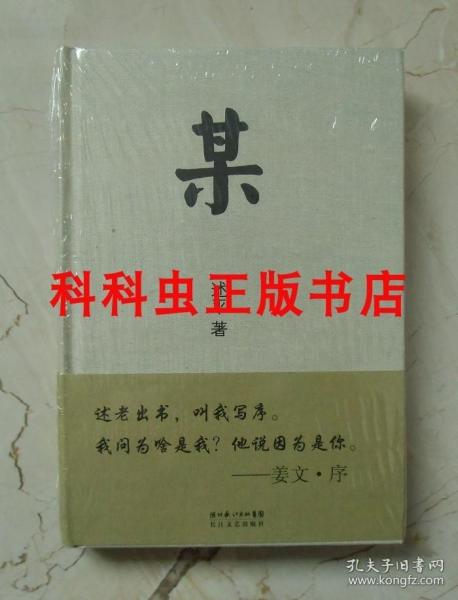 某
科科虫正版书店
述平
著
述老出书，叫我写序。
我问为啥是我？他说因为是你。
——姜文·序
长江文艺出版社
孔夫子旧书网
www.kongfz.com